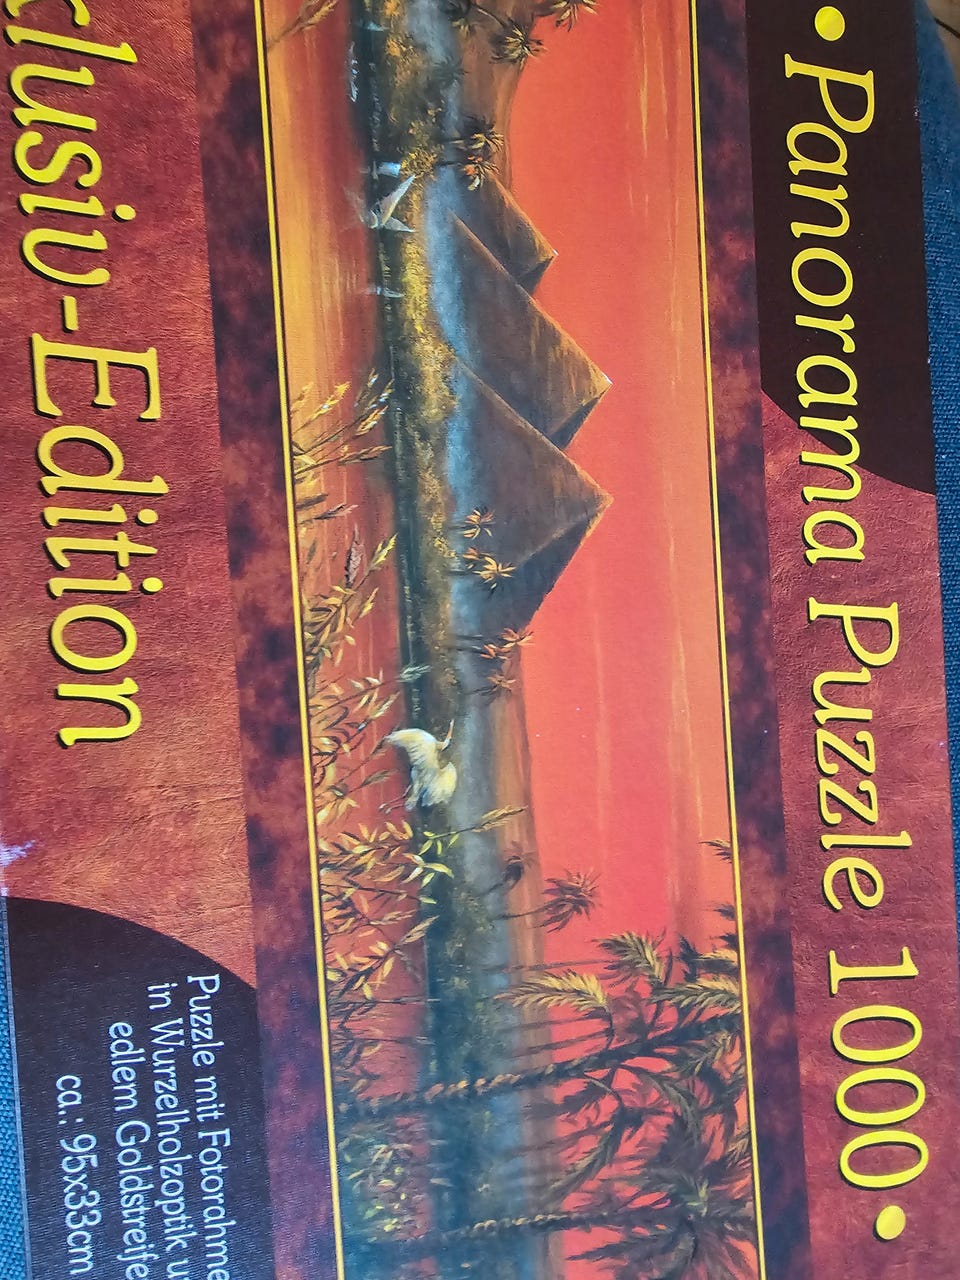 • Panorama Puzzle 1000 •
clusiv-Edition
Puzzle mit Fotorahme
in Wurzelholzoptik u
edlem Goldstreife
ca.: 95x33cm